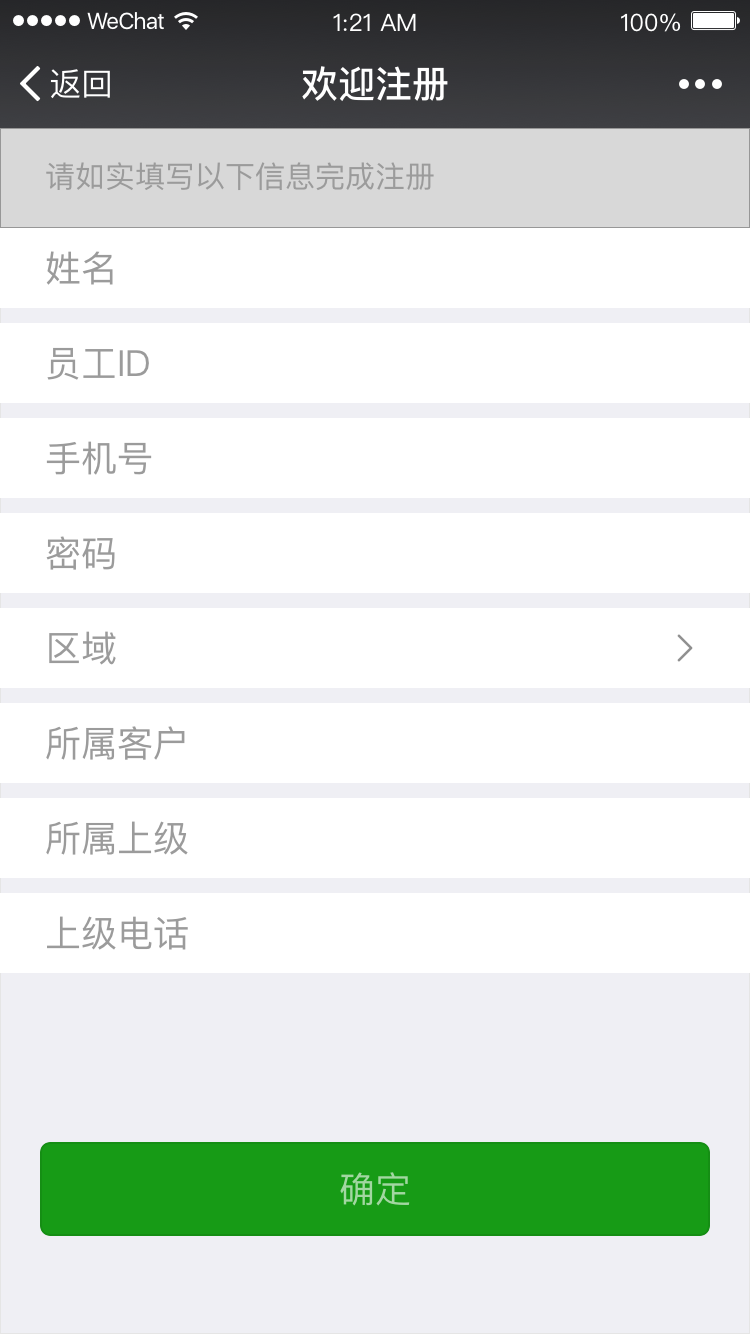 WeChat 1:21 AM 100%
返回 欢迎注册
请如实填写以下信息完成注册
姓名
员工ID
手机号
密码
区域
所属客户
所属上级
上级电话
确定